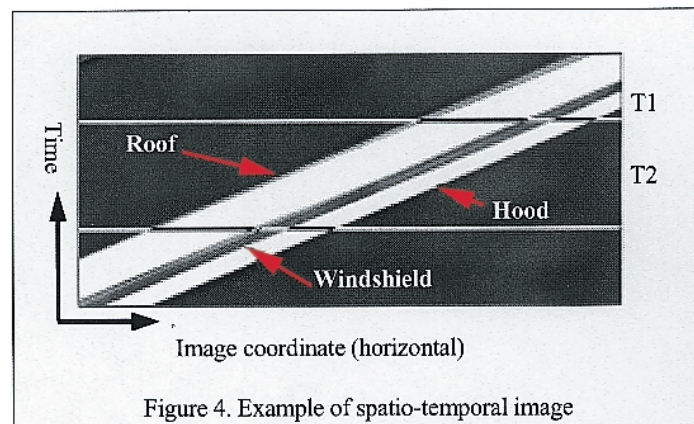 T1
Time
Roof
T2
Hood
Windshield
Image coordinate (horizontal)
Figure 4. Example of spatio-temporal image